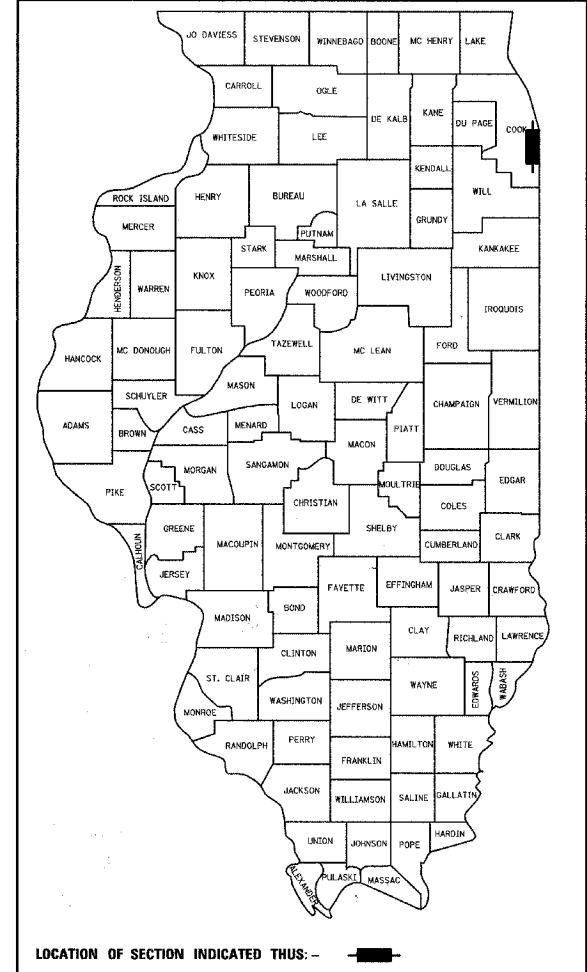 JO DAVIESS STEVENSON WINNEBAGO BOONE MC HENRY LAKE
CARROLL OGLE DE KALB KANE DU PAGE COOK
WHITESIDE LEE
KENDALL WILL
ROCK ISLAND HENRY BUREAU LA SALLE GRUNDY
MERCER PUTNAM
STARK MARSHALL KANKAKEE
HENDERSON WARREN KNOX PEORIA WOODFORD LIVINGSTON
IROQUOIS
HANCOCK MC DONOUGH FULTON TAZEWELL MC LEAN FORD
MASON
SCHUYLER LOGAN DE WITT CHAMPAIGN VERMILION
ADAMS BROWN CASS MENARD PIATT
MACON
MORGAN SANGAMON DOUGLAS
PIKE SCOTT MOULTRIE EDGAR
CHRISTIAN COLES
GREENE SHELBY
CALHOUN MACOUPIN MONTGOMERY CUMBERLAND CLARK
JERSEY FAYETTE EFFINGHAM JASPER CRAWFORD
BOND
MADISON CLAY
CLINTON MARION RICHLAND LAWRENCE
ST. CLAIR WAYNE EDWARDS WABASH
WASHINGTON JEFFERSON
MONROE
RANDOLPH PERRY HAMILTON WHITE
FRANKLIN
JACKSON WILLIAMSON SALINE GALLATIN
UNION JOHNSON POPE HARDIN
ALEXANDER PULASKI MASSAC
LOCATION OF SECTION INDICATED THUS: -